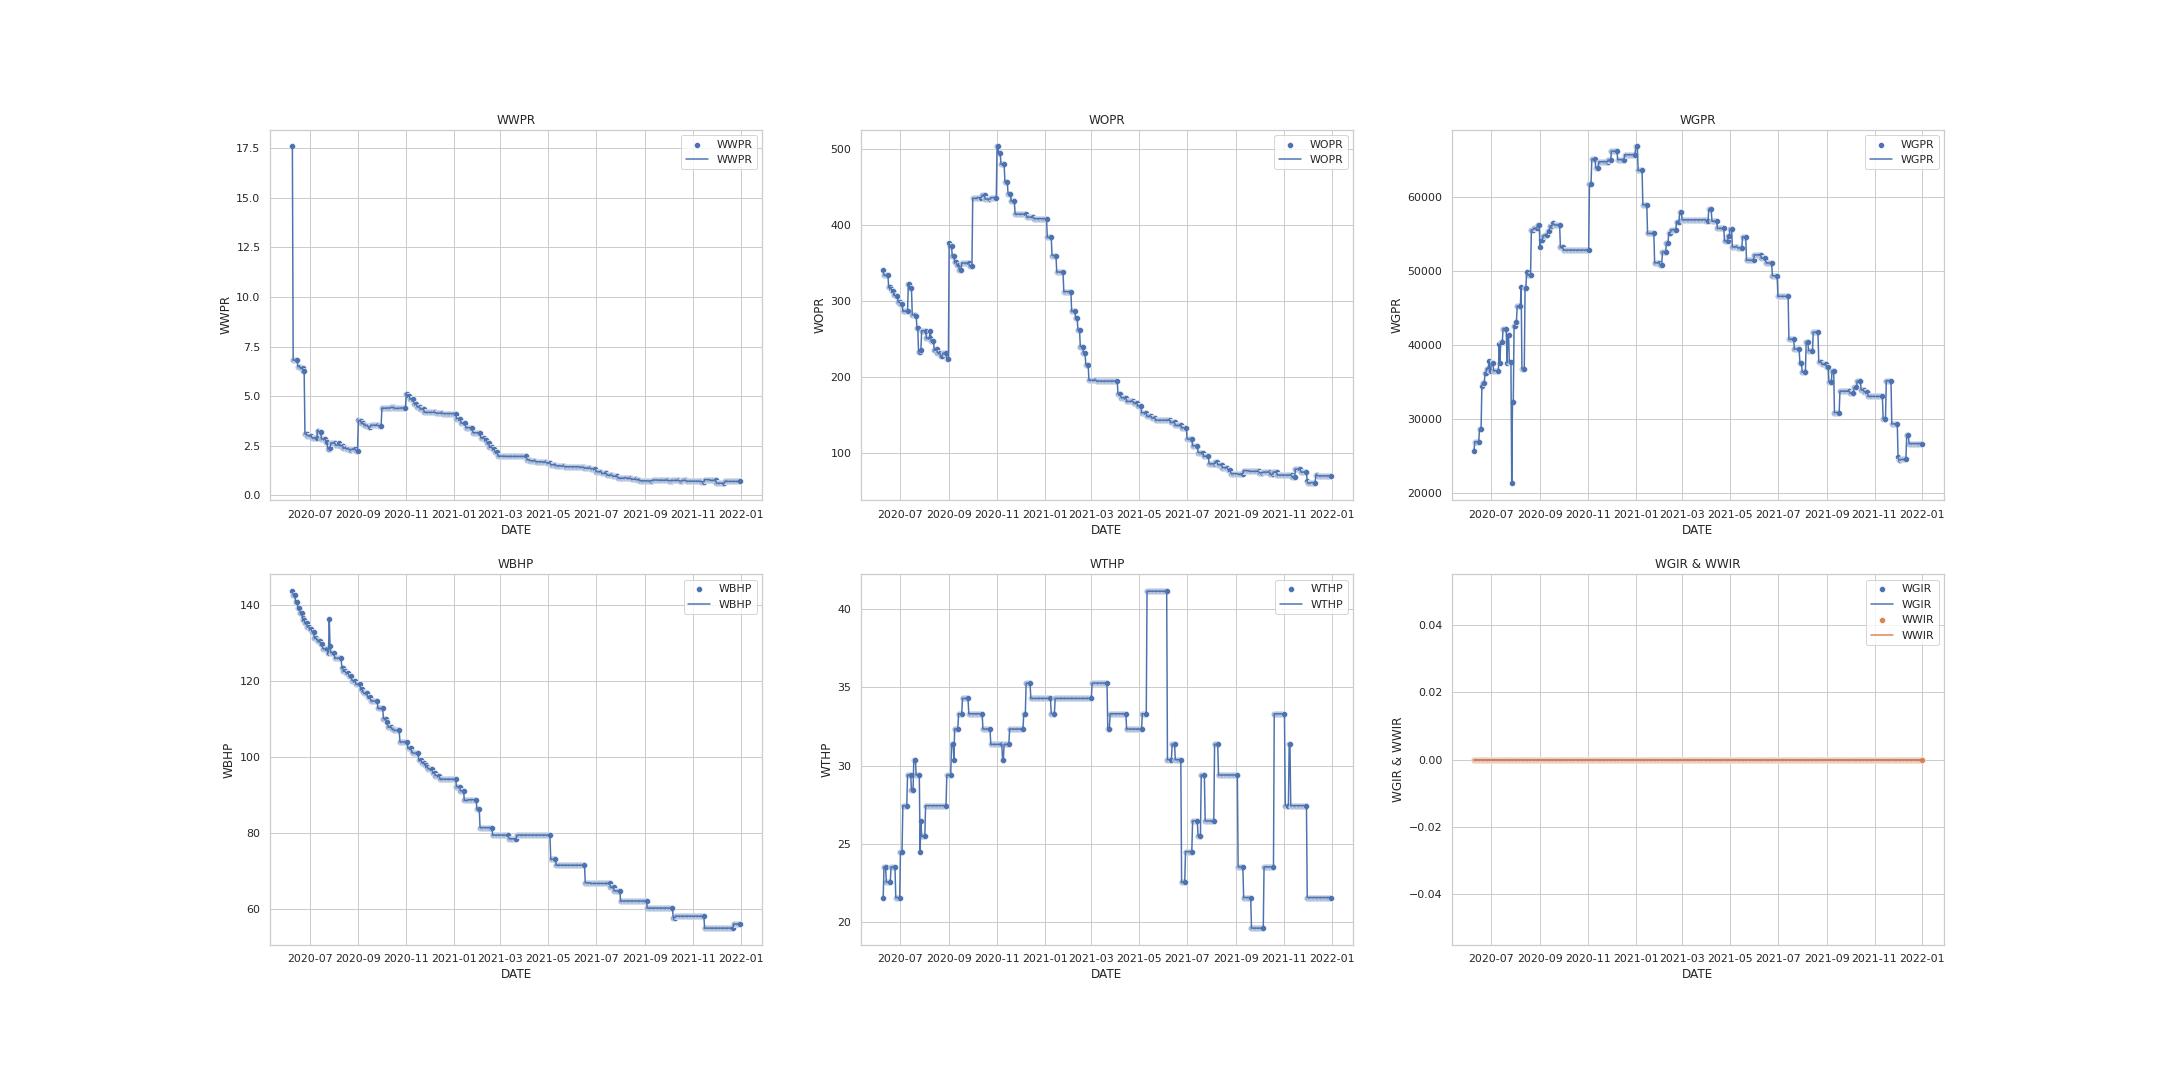 WWPR
WWPR
WWPR
17.5
15.0
12.5
10.0
7.5
5.0
2.5
0.0
WWPR
2020-07 2020-09 2020-11 2021-01 2021-03 2021-05 2021-07 2021-09 2021-11 2022-01
DATE
WOPR
WOPR
WOPR
500
400
300
200
100
WOPR
2020-07 2020-09 2020-11 2021-01 2021-03 2021-05 2021-07 2021-09 2021-11 2022-01
DATE
WGPR
WGPR
WGPR
60000
50000
40000
30000
20000
WGPR
2020-07 2020-09 2020-11 2021-01 2021-03 2021-05 2021-07 2021-09 2021-11 2022-01
DATE
WBHP
WBHP
WBHP
140
120
100
80
60
WBHP
2020-07 2020-09 2020-11 2021-01 2021-03 2021-05 2021-07 2021-09 2021-11 2022-01
DATE
WTHP
WTHP
WTHP
40
35
30
25
20
WTHP
2020-07 2020-09 2020-11 2021-01 2021-03 2021-05 2021-07 2021-09 2021-11 2022-01
DATE
WGIR & WWIR
WGIR
WGIR
WWIR
WWIR
0.04
0.02
0.00
−0.02
−0.04
WGIR & WWIR
2020-07 2020-09 2020-11 2021-01 2021-03 2021-05 2021-07 2021-09 2021-11 2022-01
DATE